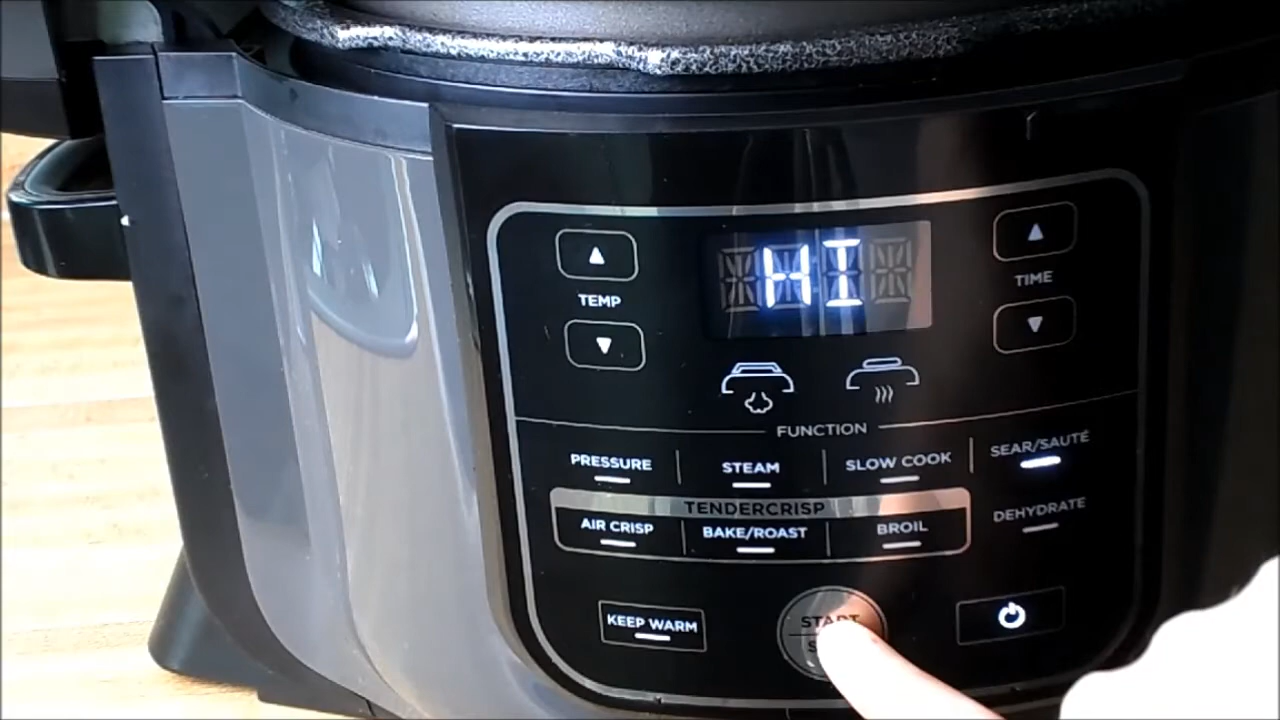 HI
TEMP
TIME
FUNCTION
PRESSURE
STEAM
SLOW COOK
SEAR/SAUTÉ
TENDERCRISP
AIR CRISP
BAKE/ROAST
BROIL
DEHYDRATE
KEEP WARM
START